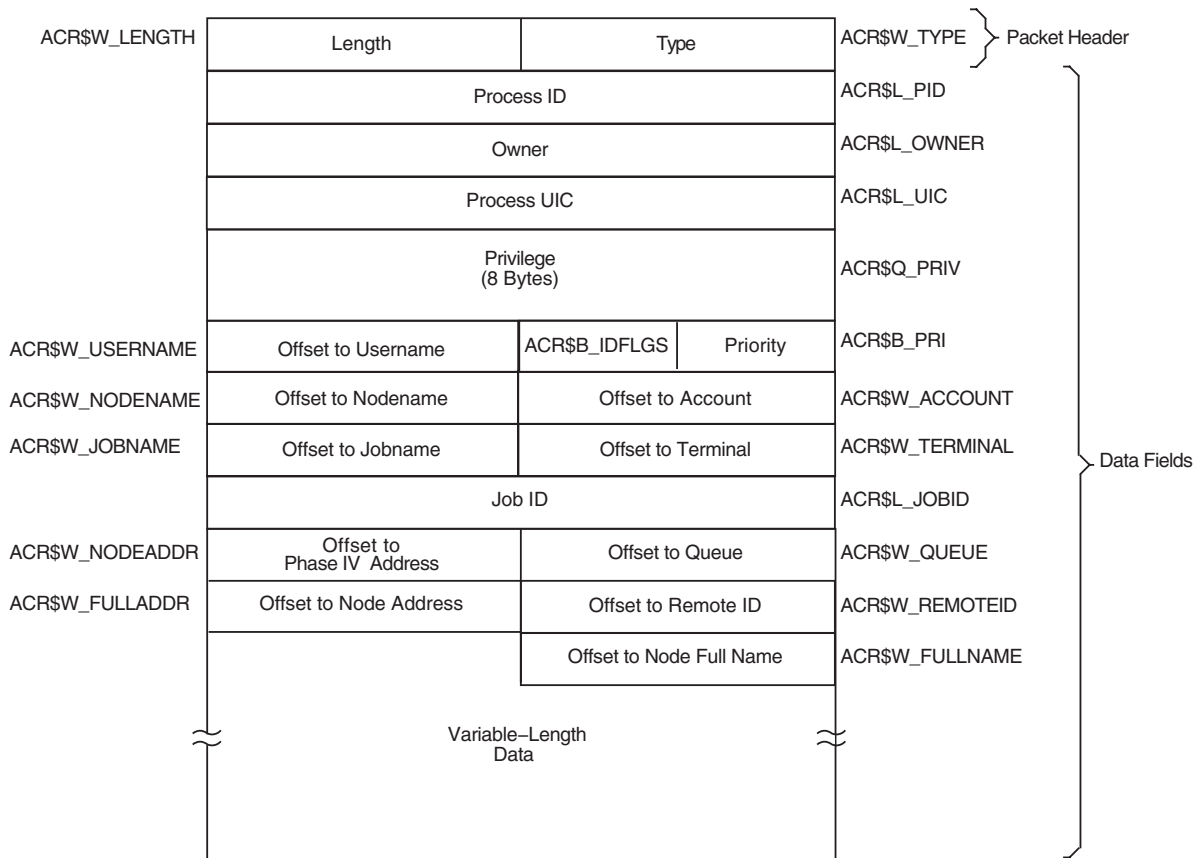 ACR$W_LENGTH Length Type ACR$W_TYPE Packet Header
Process ID ACR$L_PID
Owner ACR$L_OWNER
Process UIC ACR$L_UIC
Privilege
(8 Bytes) ACR$Q_PRIV
ACR$W_USERNAME Offset to Username ACR$B_IDFLGS Priority ACR$B_PRI
ACR$W_NODENAME Offset to Nodename Offset to Account ACR$W_ACCOUNT
ACR$W_JOBNAME Offset to Jobname Offset to Terminal ACR$W_TERMINAL
Data Fields
Job ID ACR$L_JOBID
ACR$W_NODEADDR Offset to
Phase IV Address Offset to Queue ACR$W_QUEUE
ACR$W_FULLADDR Offset to Node Address Offset to Remote ID ACR$W_REMOTEID
Offset to Node Full Name ACR$W_FULLNAME
Variable–Length
Data